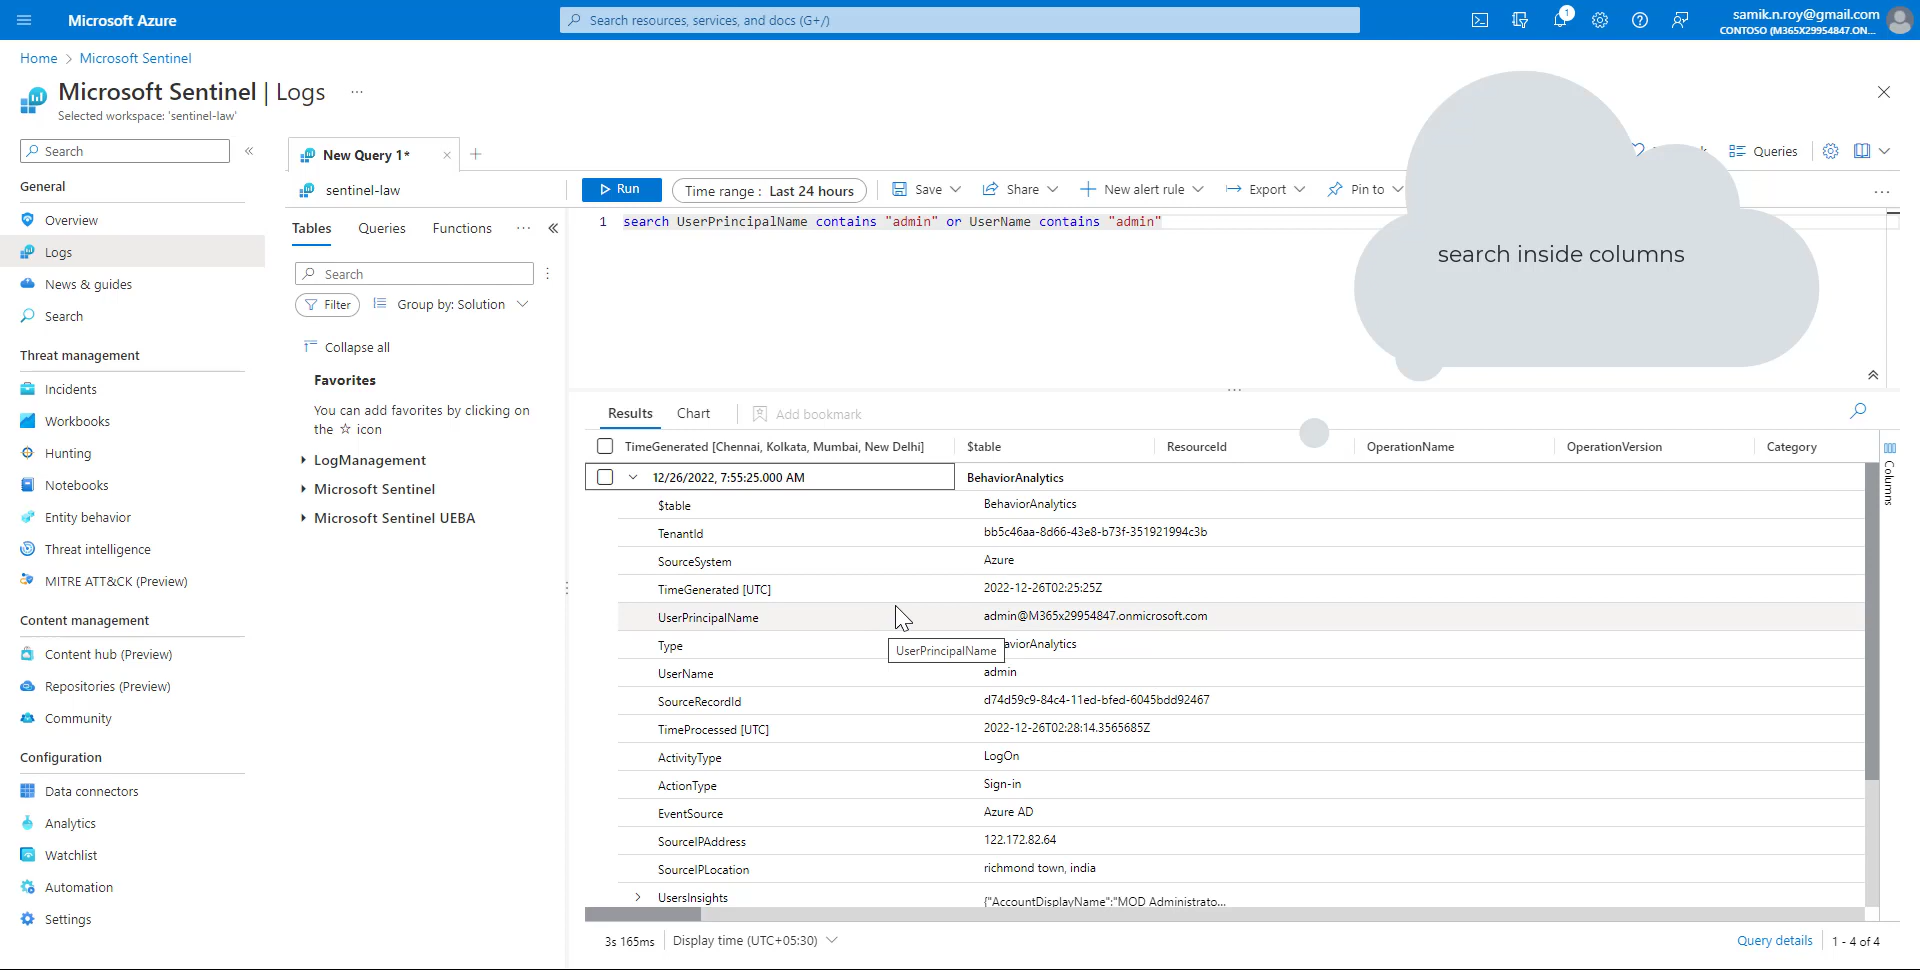 Microsoft Azure
Search resources, services, and docs (G+/)
1
samik.n.roy@gmail.com
CONTOSO (M365X29954847.ON...
Home > Microsoft Sentinel
Microsoft Sentinel | Logs ...
Selected workspace: 'sentinel-law'
Search
General
Overview
Logs
News & guides
Search
Threat management
Incidents
Workbooks
Hunting
Notebooks
Entity behavior
Threat intelligence
MITRE ATT&CK (Preview)
Content management
Content hub (Preview)
Repositories (Preview)
Community
Configuration
Data connectors
Analytics
Watchlist
Automation
Settings
New Query 1*
Queries
sentinel-law
Run
Time range : Last 24 hours
Save
Share
New alert rule
Export
Pin to
Tables Queries Functions ...
Search
Filter
Group by: Solution
Collapse all
Favorites
You can add favorites by clicking on
the ☆ icon
LogManagement
Microsoft Sentinel
Microsoft Sentinel UEBA
1 search UserPrincipalName contains "admin" or UserName contains "admin"
search inside columns
Results Chart Add bookmark
TimeGenerated [Chennai, Kolkata, Mumbai, New Delhi] $table ResourceId OperationName OperationVersion Category
Columns
12/26/2022, 7:55:25.000 AM BehaviorAnalytics
$table BehaviorAnalytics
TenantId bb5c46aa-8d66-43e8-b73f-351921994c3b
SourceSystem Azure
TimeGenerated [UTC] 2022-12-26T02:25:25Z
UserPrincipalName admin@M365x29954847.onmicrosoft.com
UserPrincipalName
Type aviorAnalytics
UserName admin
SourceRecordId d74d59c9-84c4-11ed-bfed-6045bdd92467
TimeProcessed [UTC] 2022-12-26T02:28:14.3565685Z
ActivityType LogOn
ActionType Sign-in
EventSource Azure AD
SourceIPAddress 122.172.82.64
SourceIPLocation richmond town, india
UsersInsights {"AccountDisplayName":"MOD Administrato...
3s 165ms Display time (UTC+05:30)
Query details 1 - 4 of 4